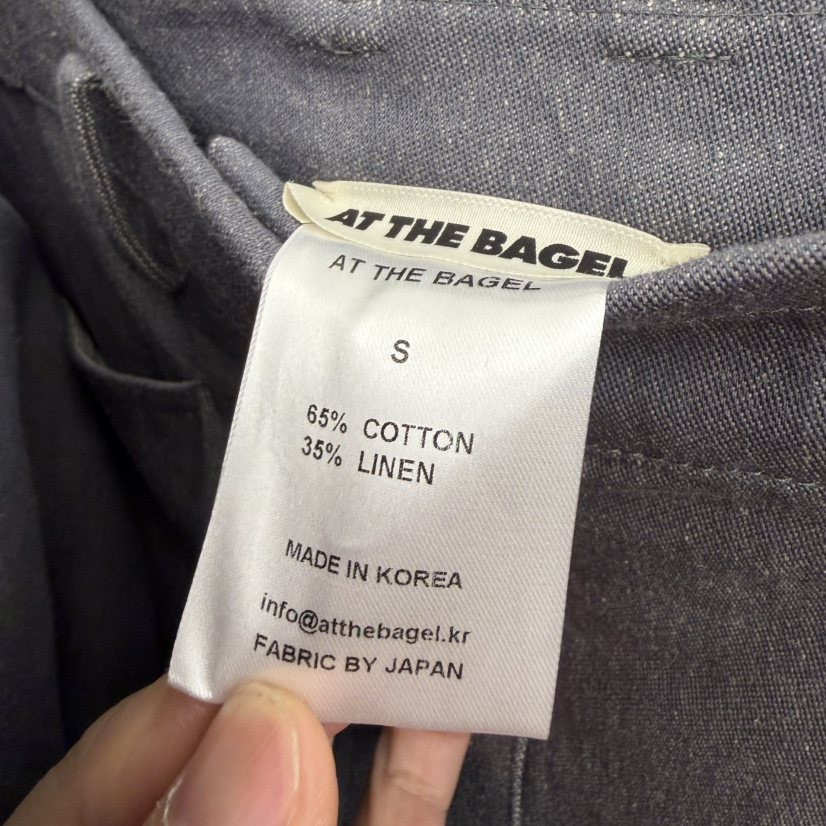 AT THE BAGEL
AT THE BAGEL
S
65% COTTON
35% LINEN
MADE IN KOREA
info@atthebagel.kr
FABRIC BY JAPAN